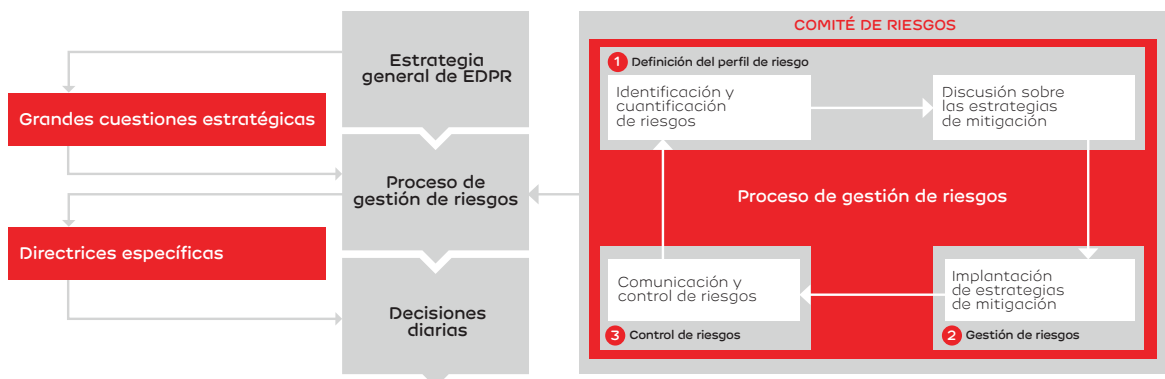 Estrategia
general de EDPR
Grandes cuestiones estratégicas
Proceso de
gestión de riesgos
Directrices específicas
Decisiones
diarias
COMITÉ DE RIESGOS
1 Definición del perfil de riesgo
Identificación y
cuantificación
de riesgos
Discusión sobre
las estrategias
de mitigación
Proceso de gestión de riesgos
Implantación
de estrategias
de mitigación
2 Gestión de riesgos
Comunicación y
control de riesgos
3 Control de riesgos